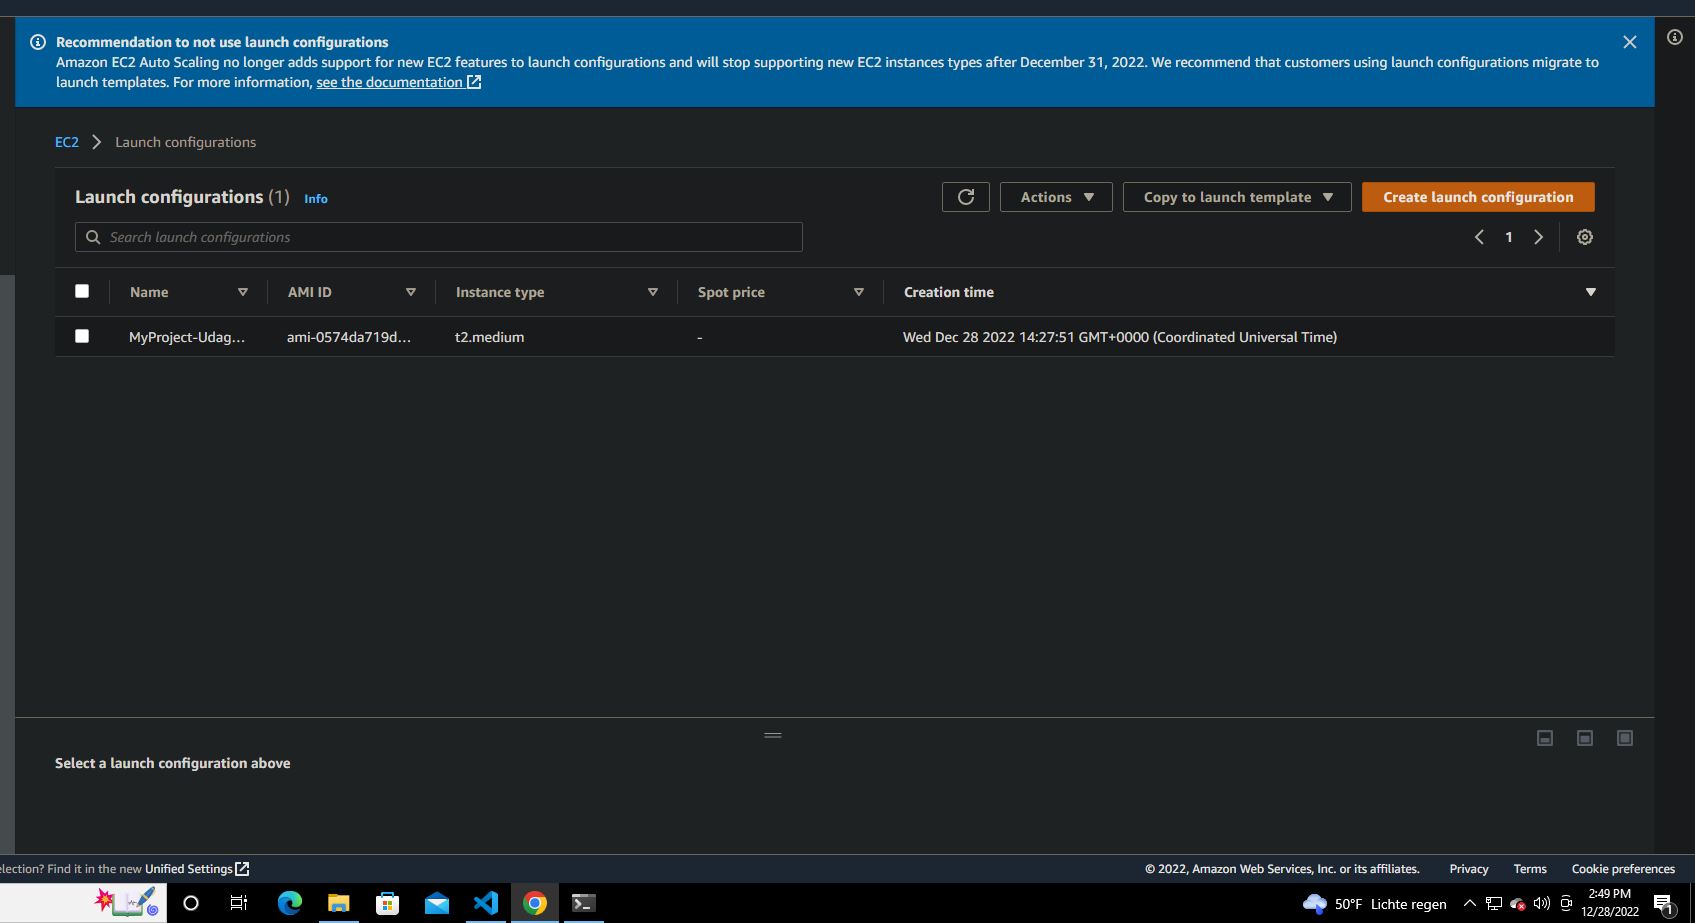 Recommendation to not use launch configurations
Amazon EC2 Auto Scaling no longer adds support for new EC2 features to launch configurations and will stop supporting new EC2 instances types after December 31, 2022. We recommend that customers using launch configurations migrate to
launch templates. For more information, see the documentation
EC2 Launch configurations
Launch configurations (1) Info
Actions
Copy to launch template
Create launch configuration
Search launch configurations
1
Name AMI ID Instance type Spot price Creation time
MyProject-Udag... ami-0574da719d... t2.medium - Wed Dec 28 2022 14:27:51 GMT+0000 (Coordinated Universal Time)
Select a launch configuration above
election? Find it in the new Unified Settings
© 2022, Amazon Web Services, Inc. or its affiliates. Privacy Terms Cookie preferences
50°F Lichte regen
2:49 PM
12/28/2022
1